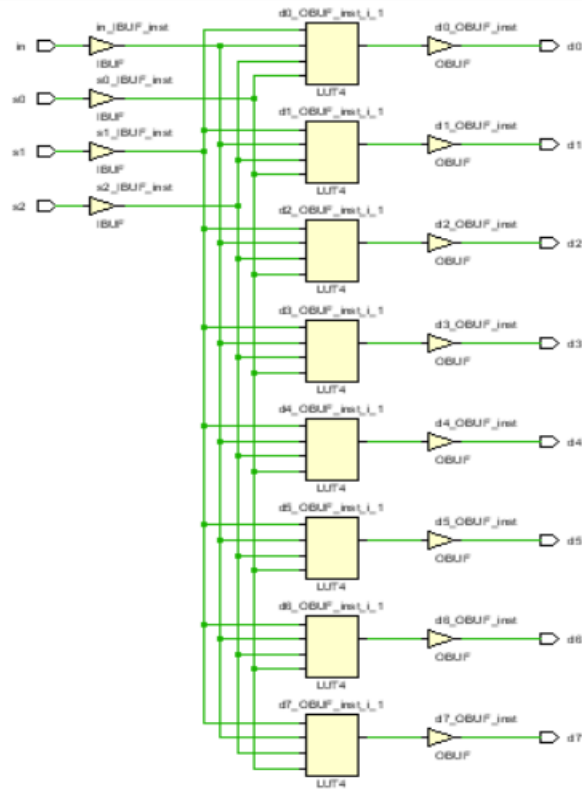 d0_OBUF_inst_i_1
in_IBUF_inst
d0_OBUF_inst
in
d0
IBUF
OBUF
s0_IBUF_inst
LUT4
s0
IBUF
d1_OBUF_inst_i_1
s1_IBUF_inst
d1_OBUF_inst
s1
d1
IBUF
OBUF
s2_IBUF_inst
LUT4
s2
IBUF
d2_OBUF_inst_i_1
d2_OBUF_inst
d2
OBUF
LUT4
d3_OBUF_inst_i_1
d3_OBUF_inst
d3
OBUF
LUT4
d4_OBUF_inst_i_1
d4_OBUF_inst
d4
OBUF
LUT4
d5_OBUF_inst_i_1
d5_OBUF_inst
d5
OBUF
LUT4
d6_OBUF_inst_i_1
d6_OBUF_inst
d6
OBUF
LUT4
d7_OBUF_inst_i_1
d7_OBUF_inst
d7
OBUF
LUT4